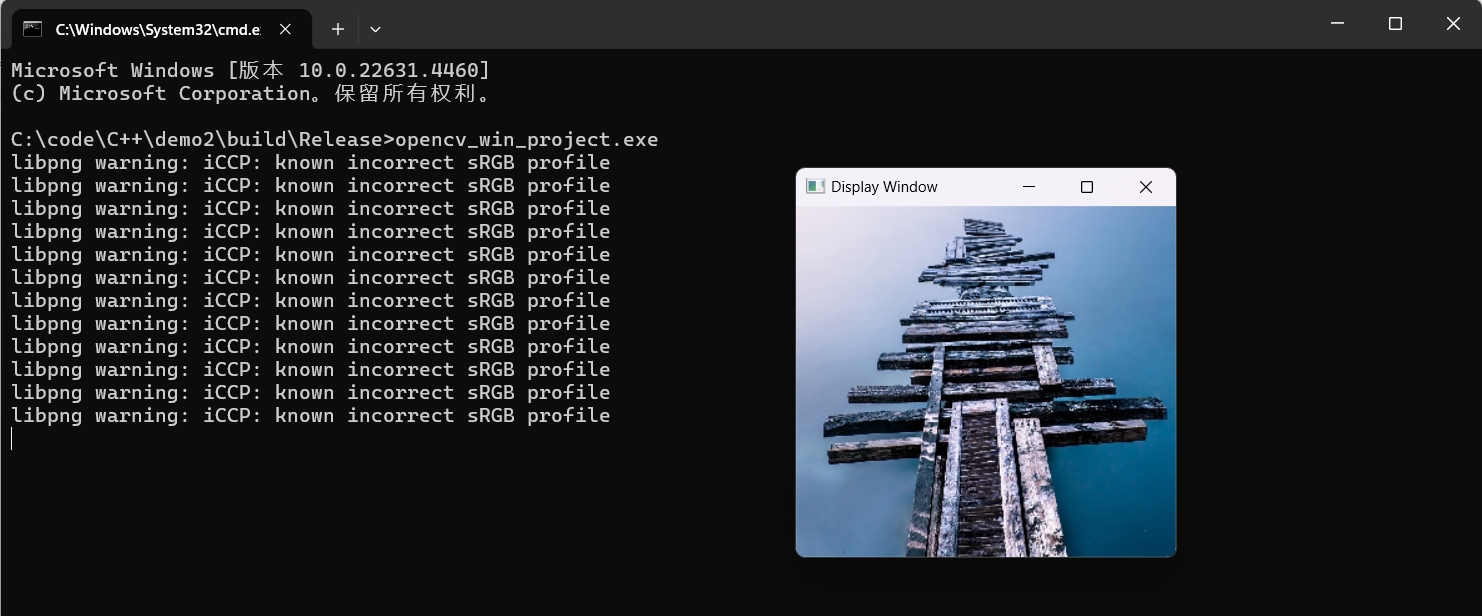 C:\Windows\System32\cmd.e
Microsoft Windows [版本 10.0.22631.4460]
(c) Microsoft Corporation。保留所有权利。
C:\code\C++\demo2\build\Release>opencv_win_project.exe
libpng warning: iCCP: known incorrect sRGB profile
libpng warning: iCCP: known incorrect sRGB profile
libpng warning: iCCP: known incorrect sRGB profile
libpng warning: iCCP: known incorrect sRGB profile
libpng warning: iCCP: known incorrect sRGB profile
libpng warning: iCCP: known incorrect sRGB profile
libpng warning: iCCP: known incorrect sRGB profile
libpng warning: iCCP: known incorrect sRGB profile
libpng warning: iCCP: known incorrect sRGB profile
libpng warning: iCCP: known incorrect sRGB profile
libpng warning: iCCP: known incorrect sRGB profile
libpng warning: iCCP: known incorrect sRGB profile
Display Window